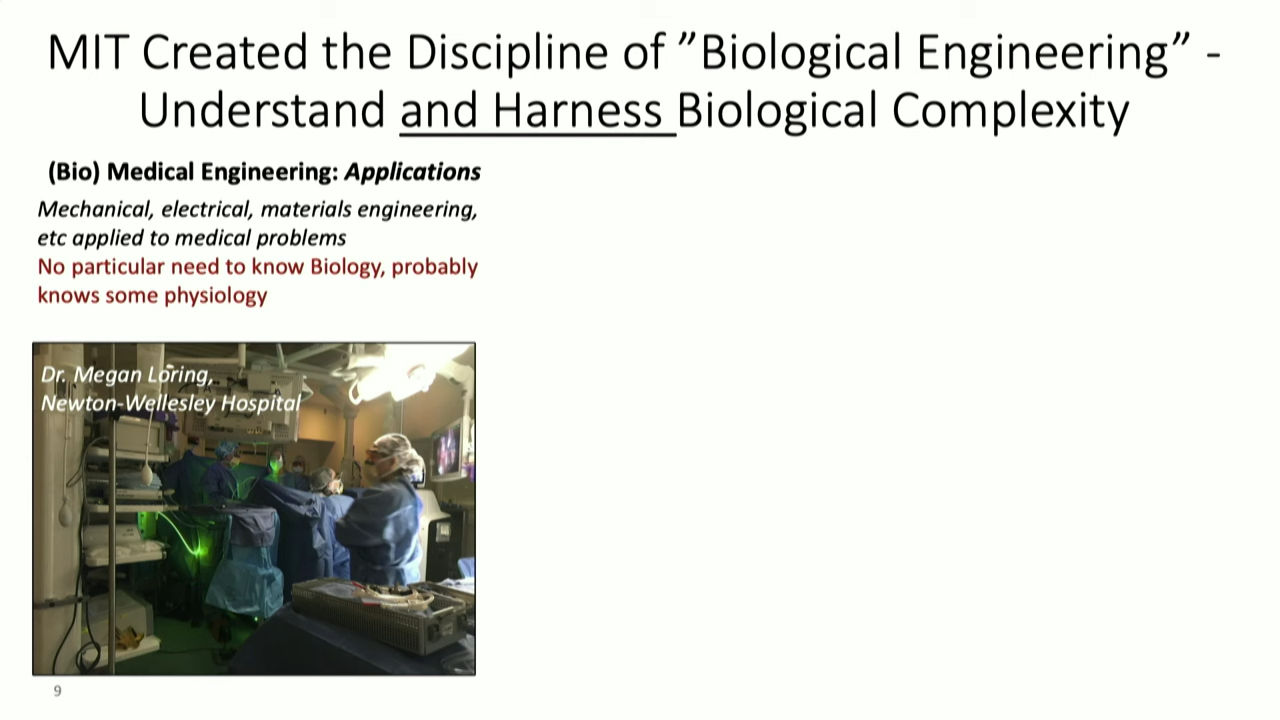 MIT Created the Discipline of ”Biological Engineering” -
Understand and Harness Biological Complexity
(Bio) Medical Engineering: Applications
Mechanical, electrical, materials engineering,
etc applied to medical problems
No particular need to know Biology, probably
knows some physiology
Dr. Megan Loring,
Newton-Wellesley Hospital
9